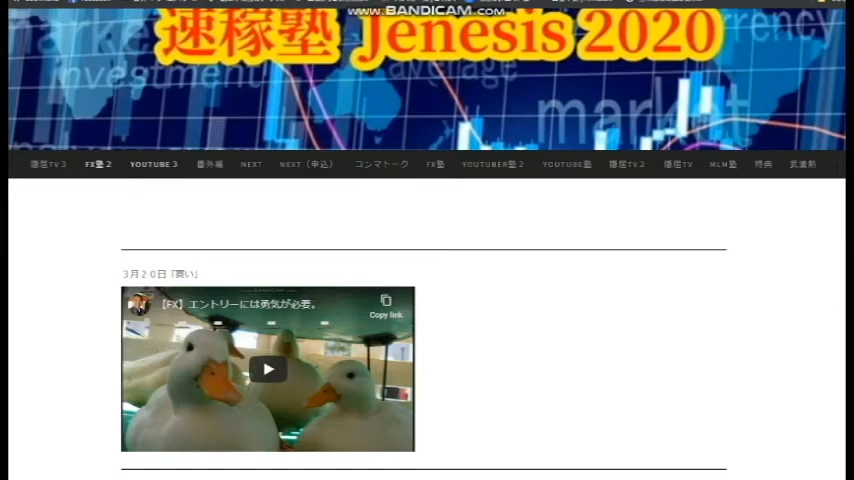 www.BANDICAM.com
速稼塾 Jenesis 2020
investment
average
market
隠居TV３ FX塾２ YOUTUBE３ 番外編 NEXT NEXT（申込） コンマトーク FX塾 YOUTUBER塾２ YOUTUBE塾 隠居TV２ 隠居TV MLM塾 特典 武漢熱
３月２０日「買い」
【FX】エントリーには勇気が必要。
Copy link